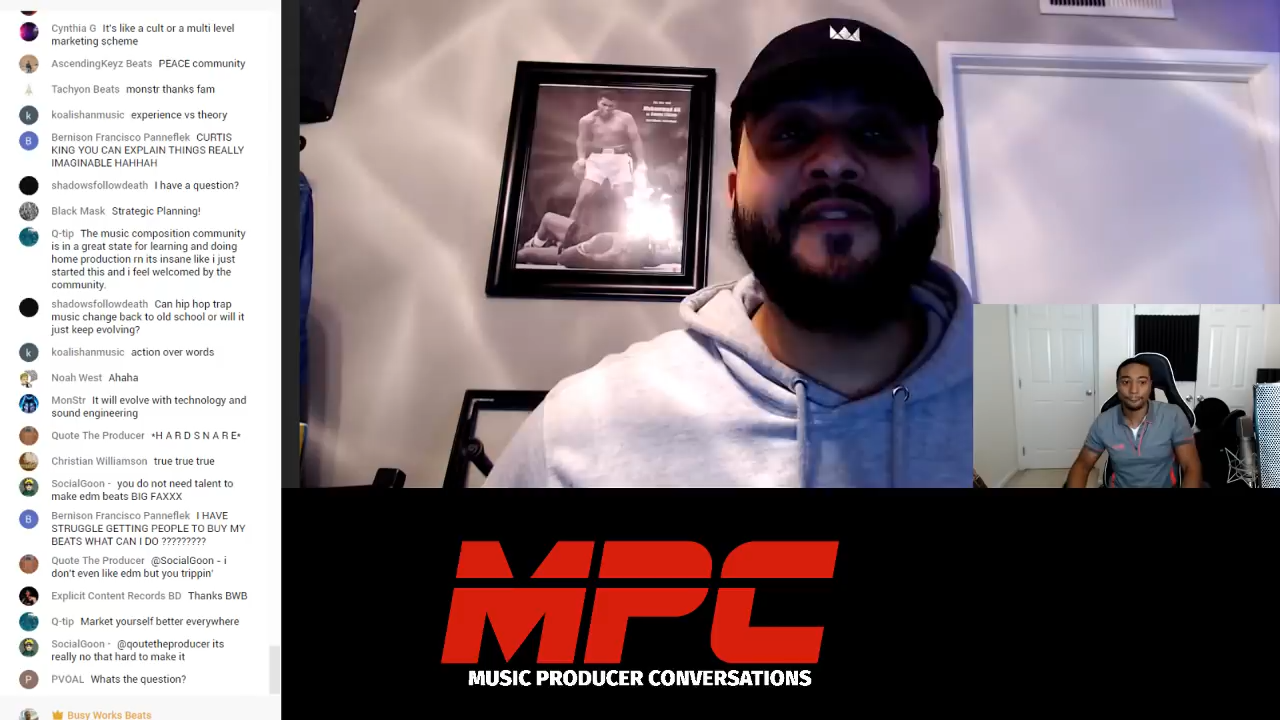 Cynthia G It's like a cult or a multi level
marketing scheme
AscendingKeyz Beats PEACE community
Tachyon Beats monstr thanks fam
k
koalishanmusic experience vs theory
B
Bernison Francisco Panneflek CURTIS
KING YOU CAN EXPLAIN THINGS REALLY
IMAGINABLE HAHHAH
shadowsfollowdeath I have a question?
Black Mask Strategic Planning!
Q-tip The music composition community
is in a great state for learning and doing
home production rn its insane like i just
started this and i feel welcomed by the
community.
shadowsfollowdeath Can hip hop trap
music change back to old school or will it
just keep evolving?
k
koalishanmusic action over words
Noah West Ahaha
MonStr It will evolve with technology and
sound engineering
Quote The Producer *H A R D S N A R E*
Christian Williamson true true true
SocialGoon - you do not need talent to
make edm beats BIG FAXXX
B
Bernison Francisco Panneflek I HAVE
STRUGGLE GETTING PEOPLE TO BUY MY
BEATS WHAT CAN I DO ?????????
Quote The Producer @SocialGoon - i
don't even like edm but you trippin'
Explicit Content Records BD Thanks BWB
Q-tip Market yourself better everywhere
SocialGoon - @qoutetheproducer its
really no that hard to make it
P
PVOAL Whats the question?
Busy Works Beats
Muhammad Ali
MPC
MUSIC PRODUCER CONVERSATIONS